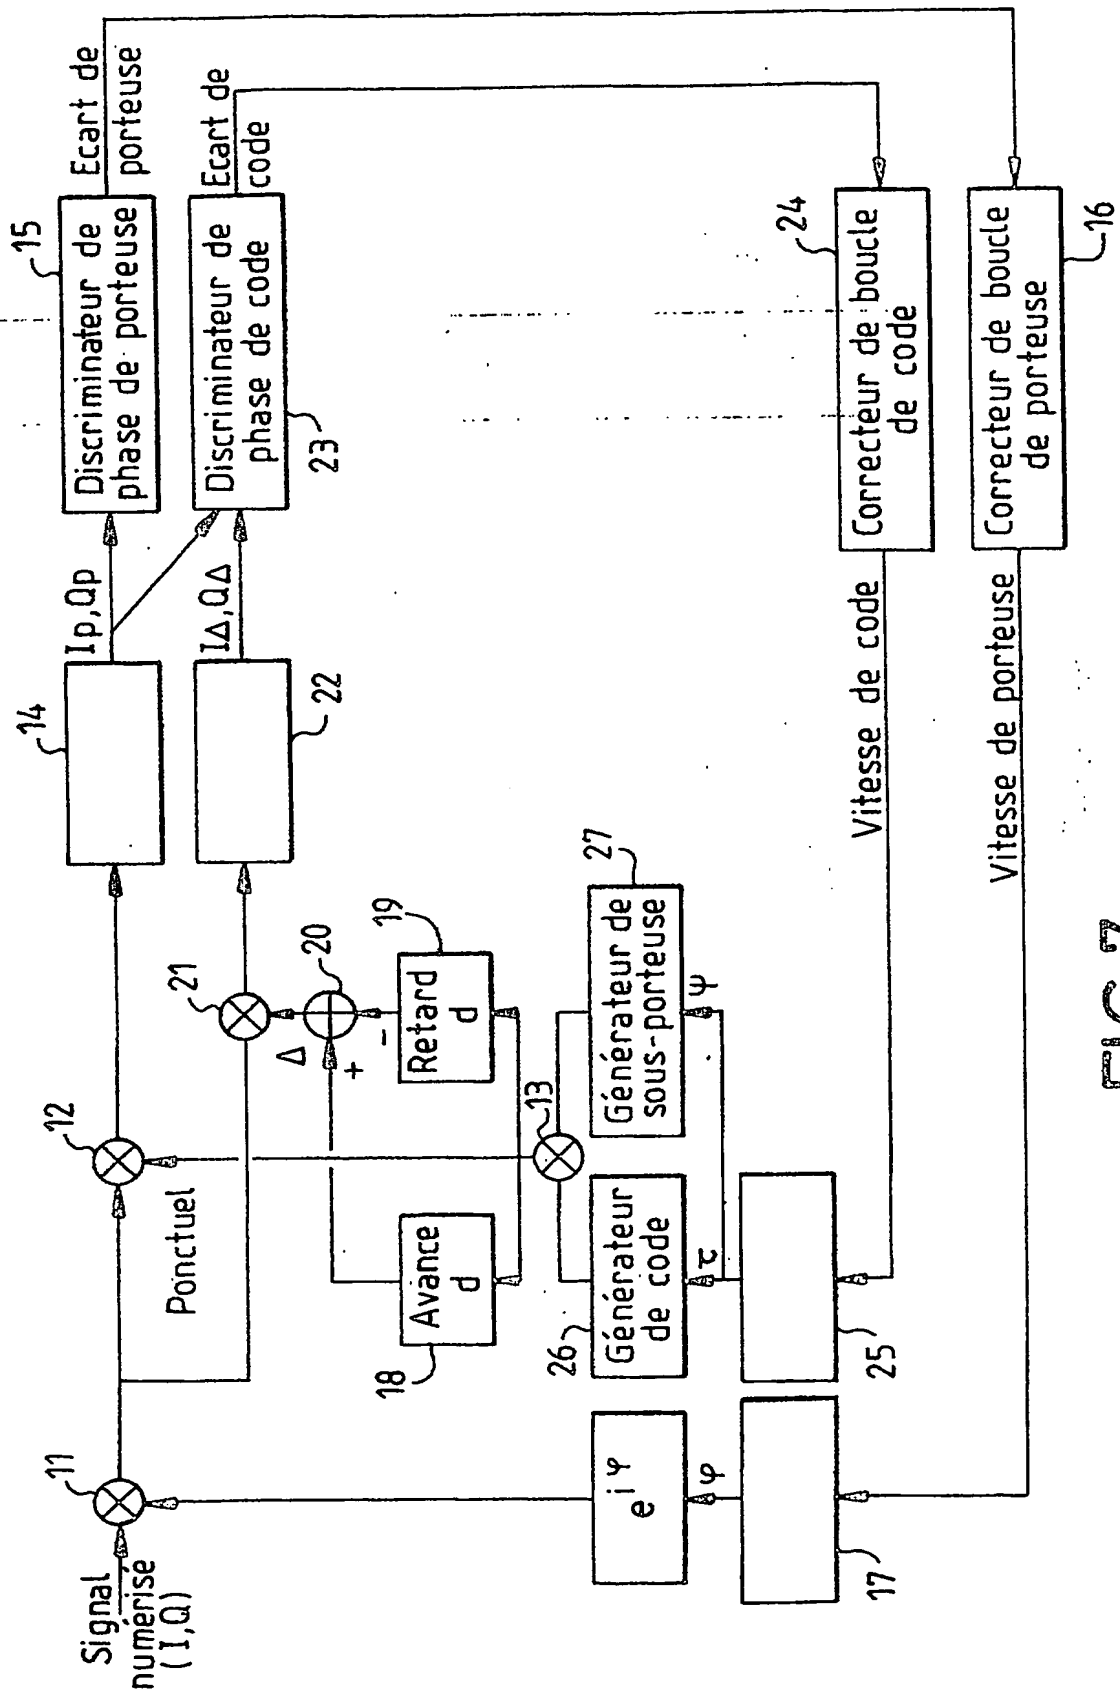 Signal
numérisé
(I,Q)
11
12
Ponctuel
21
14
Ip,Qp
15
Discriminateur de
phase de porteuse
Ecart de
porteuse
22
IΔ,QΔ
Discriminateur de
phase de code
23
Ecart de
code
Δ
+
-
20
18
Avance
d
19
Retard
d
13
26
Générateur
de code
27
Générateur de
sous-porteuse
e^iφ
φ
τ
Ψ
17
25
Vitesse de code
24
Correcteur de boucle
de code
Vitesse de porteuse
Correcteur de boucle
de porteuse
16